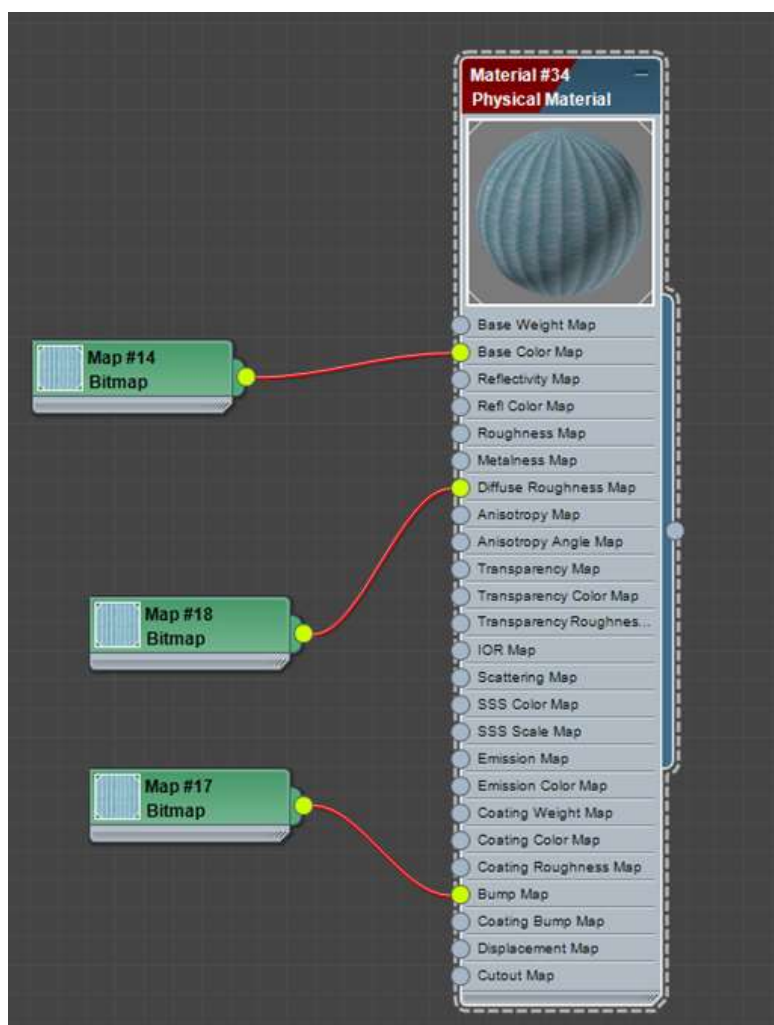 Material #34
Physical Material
Base Weight Map
Map #14
Bitmap
Base Color Map
Reflectivity Map
Refl Color Map
Roughness Map
Metalness Map
Diffuse Roughness Map
Anisotropy Map
Anisotropy Angle Map
Transparency Map
Transparency Color Map
Map #18
Bitmap
Transparency Roughnes...
IOR Map
Scattering Map
SSS Color Map
SSS Scale Map
Emission Map
Map #17
Bitmap
Emission Color Map
Coating Weight Map
Coating Color Map
Coating Roughness Map
Bump Map
Coating Bump Map
Displacement Map
Cutout Map